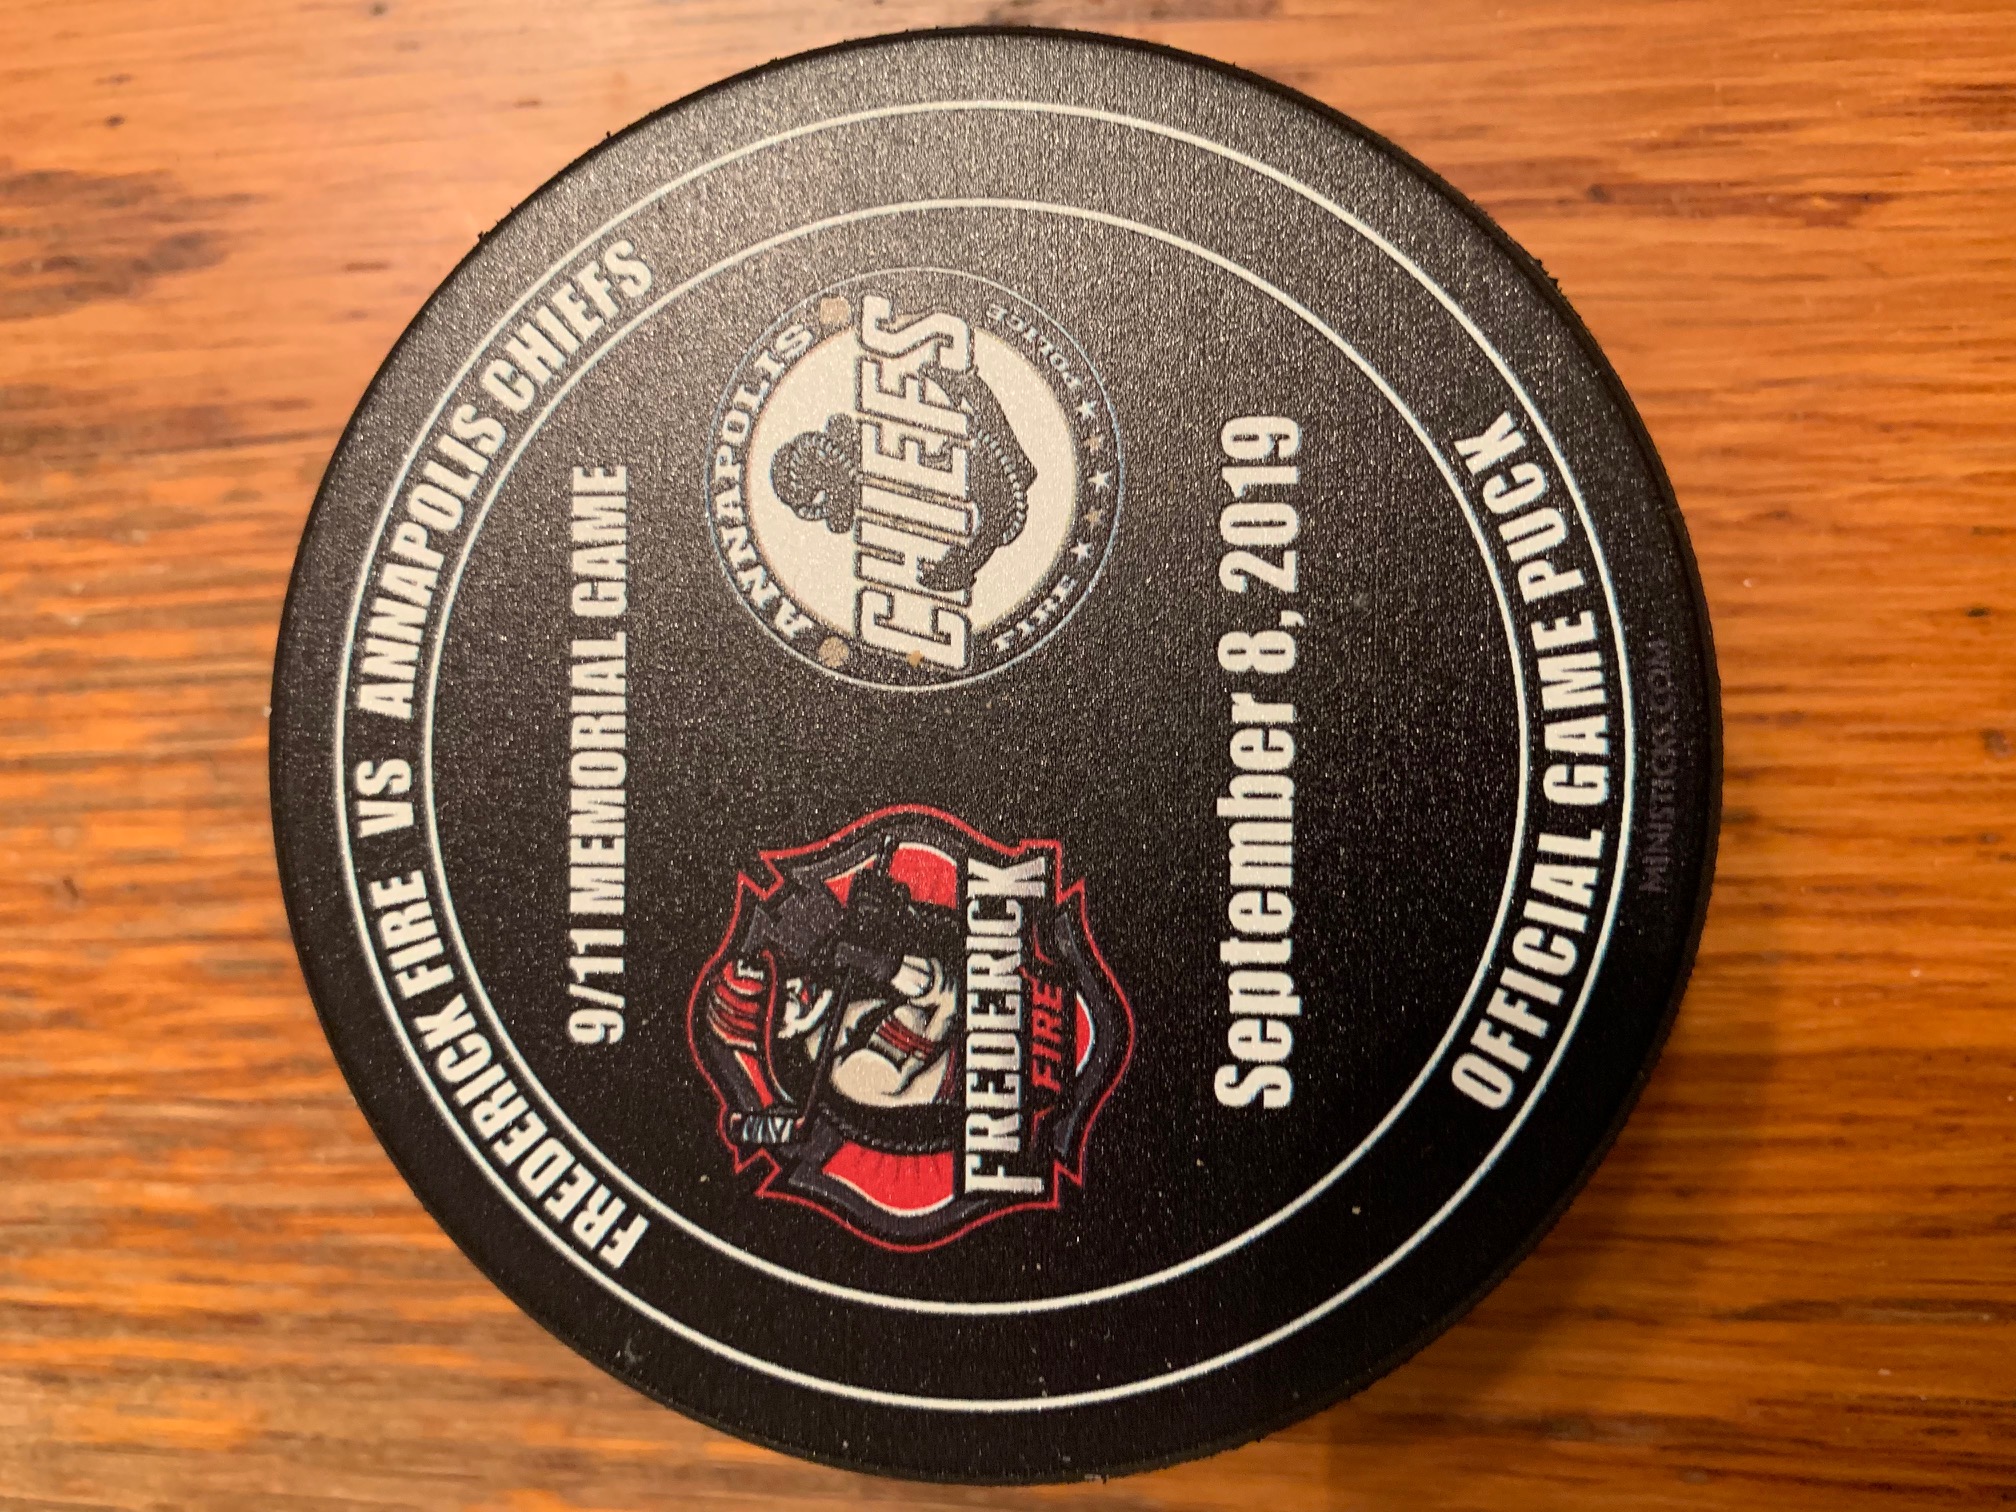 FREDERICK FIRE VS ANNAPOLIS CHIEFS
9/11 MEMORIAL GAME
F
FREDERICK
FIRE
ANNAPOLIS
CHIEFS
FIRE
POLICE
September 8, 2019
OFFICIAL GAME PUCK
MINISTICKS.COM